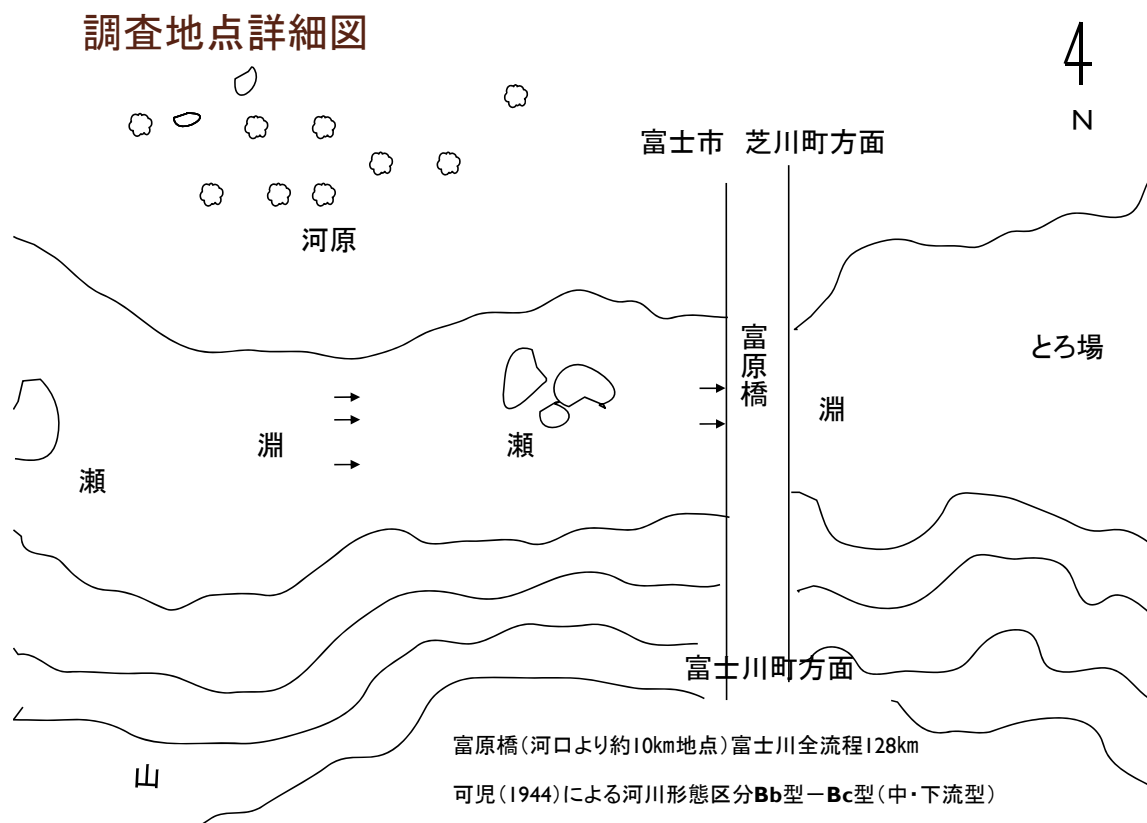 調査地点詳細図
N
富士市 芝川町方面
河原
富原橋
とろ場
淵
淵
瀬
瀬
富士川町方面
富原橋(河口より約10km地点)富士川全流程128km
山
可児(1944)による河川形態区分Bb型－Bc型(中・下流型)